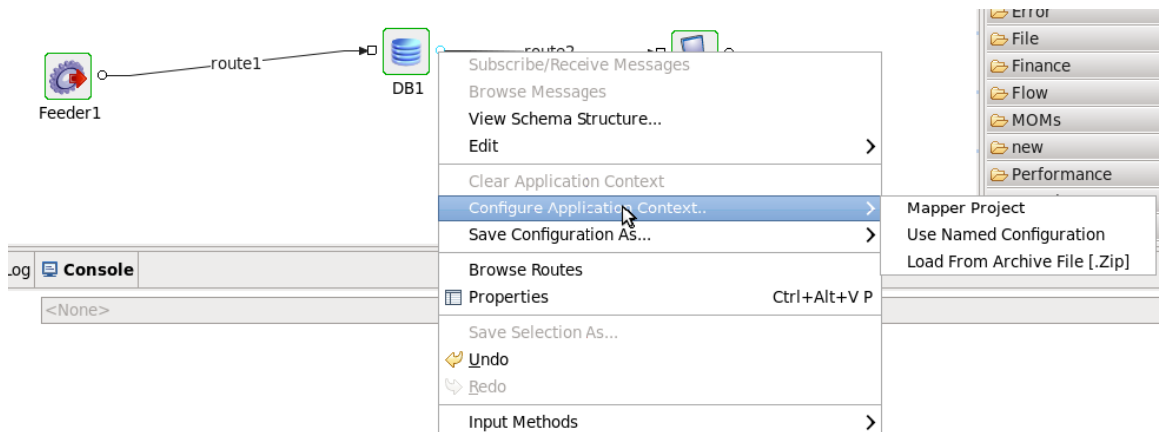 Error
File
Finance
Flow
MOMs
new
Performance
route1
route2
DB1
Feeder1
Subscribe/Receive Messages
Browse Messages
View Schema Structure...
Edit
Clear Application Context
Configure Application Context..
Save Configuration As...
Browse Routes
Properties Ctrl+Alt+V P
Save Selection As...
Undo
Redo
Input Methods
Mapper Project
Use Named Configuration
Load From Archive File [.Zip]
Console
<None>